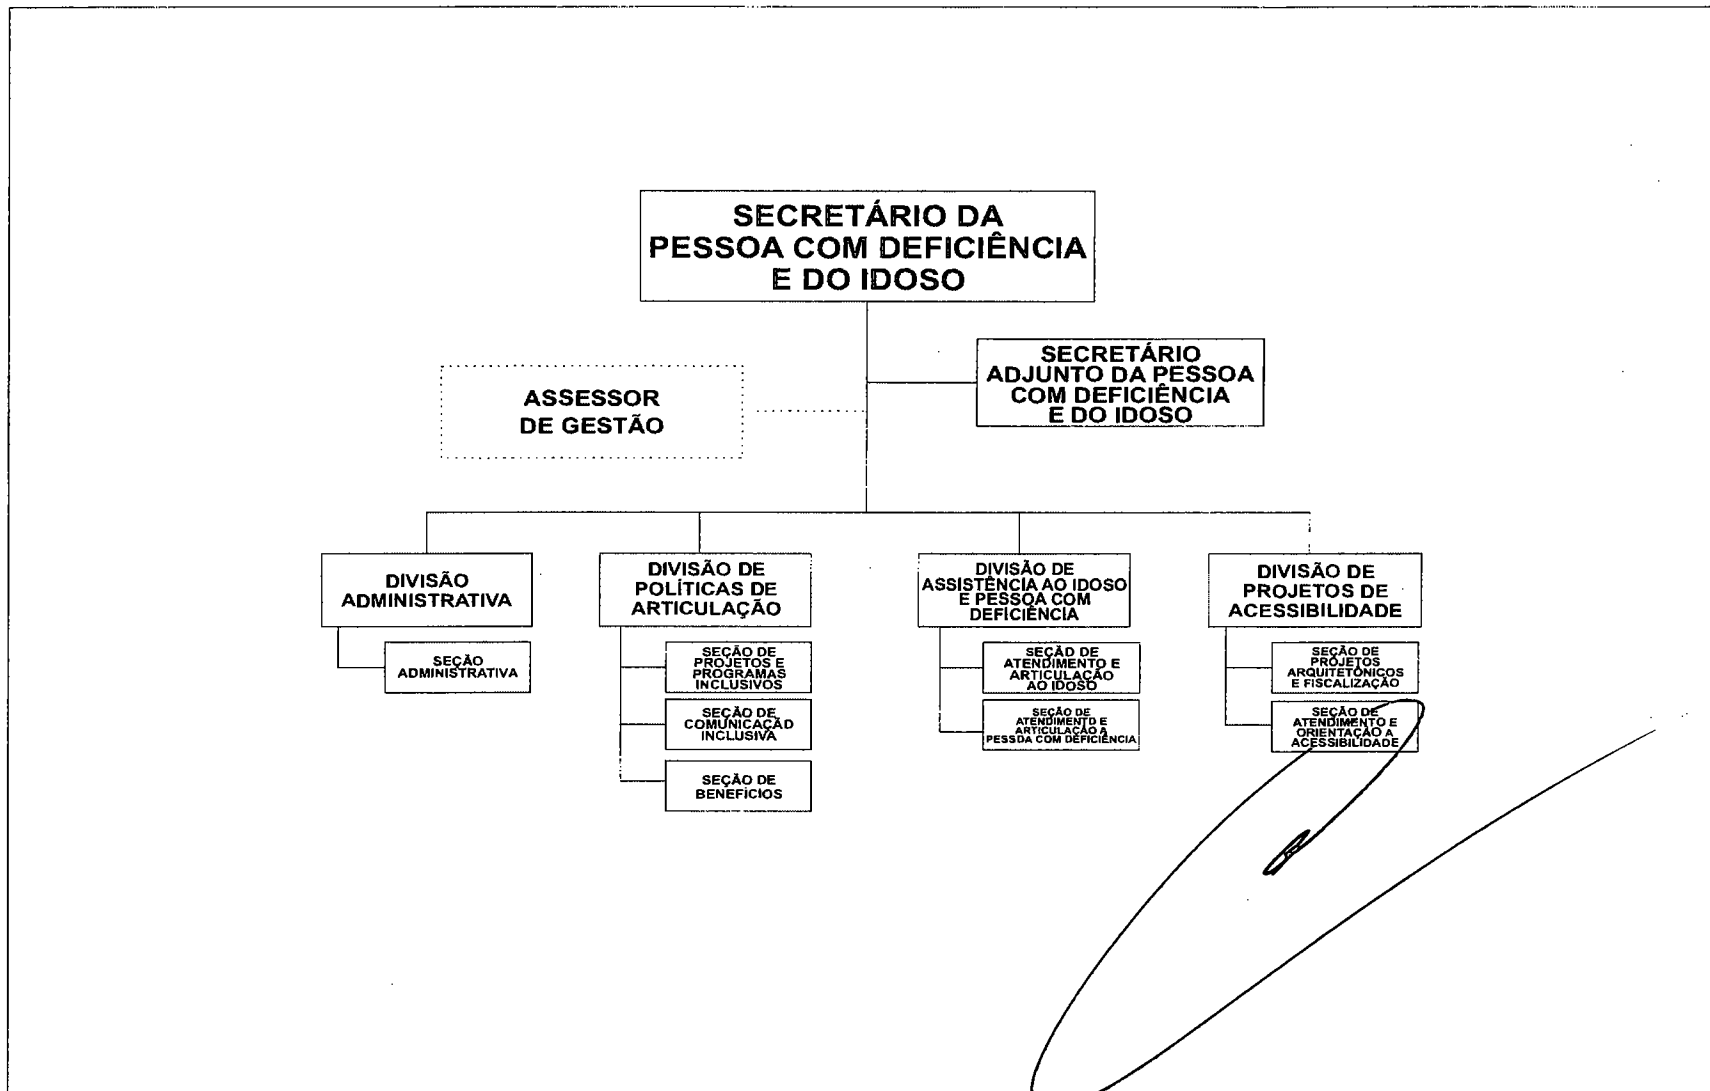 SECRETÁRIO DA
PESSOA COM DEFICIÊNCIA
E DO IDOSO
SECRETÁRIO
ADJUNTO DA PESSOA
COM DEFICIÊNCIA
E DO IDOSO
ASSESSOR
DE GESTÃO
DIVISÃO
ADMINISTRATIVA
SEÇÃO
ADMINISTRATIVA
DIVISÃO DE
POLÍTICAS DE
ARTICULAÇÃO
SEÇÃO DE
PROJETOS E
PROGRAMAS
INCLUSIVOS
SEÇÃO DE
COMUNICAÇÃO
INCLUSIVA
SEÇÃO DE
BENEFÍCIOS
DIVISÃO DE
ASSISTÊNCIA AO IDOSO
E PESSOA COM
DEFICIÊNCIA
SEÇÃO DE
ATENDIMENTO E
ARTICULAÇÃO
AO IDOSO
SEÇÃO DE
ATENDIMENTO E
ARTICULAÇÃO A
PESSOA COM DEFICIÊNCIA
DIVISÃO DE
PROJETOS DE
ACESSIBILIDADE
SEÇÃO DE
PROJETOS
ARQUITETÔNICOS
E FISCALIZAÇÃO
SEÇÃO DE
ATENDIMENTO E
ORIENTAÇÃO A
ACESSIBILIDADE